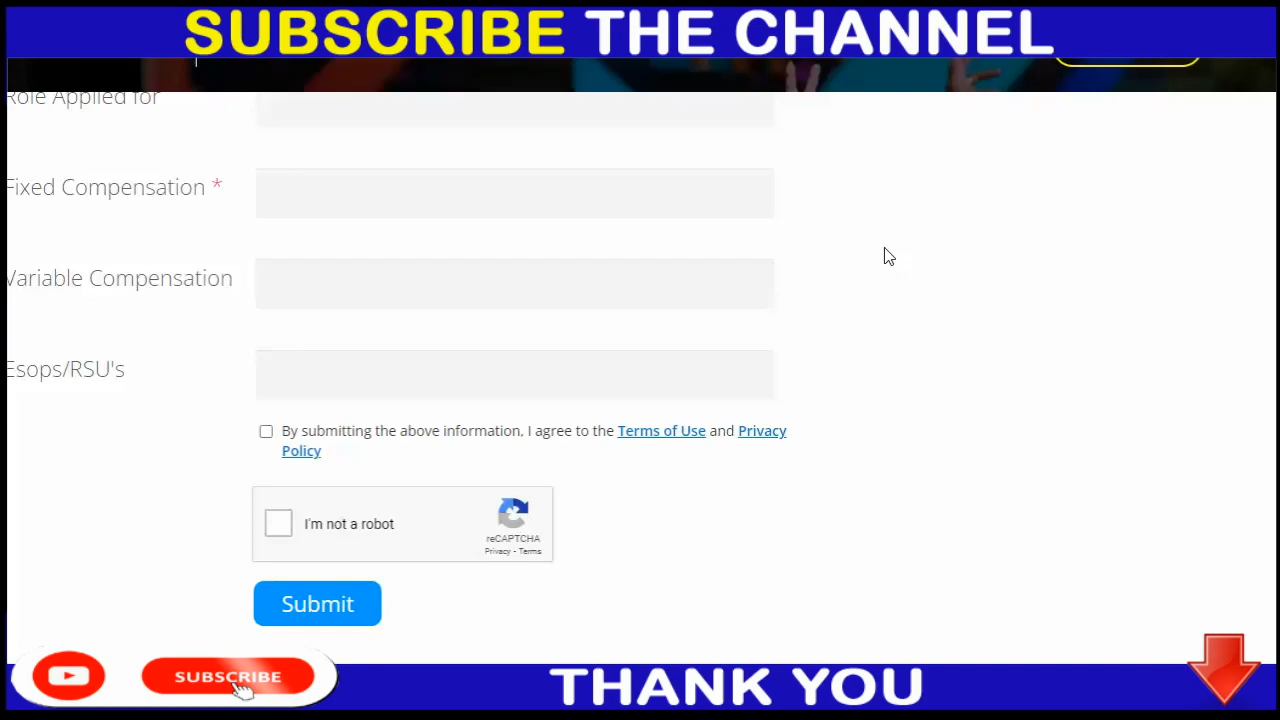 SUBSCRIBE THE CHANNEL
Role Applied for
Fixed Compensation *
Variable Compensation
Esops/RSU's
By submitting the above information, I agree to the Terms of Use and Privacy
Policy
I'm not a robot
reCAPTCHA
Privacy - Terms
Submit
SUBSCRIBE
THANK YOU